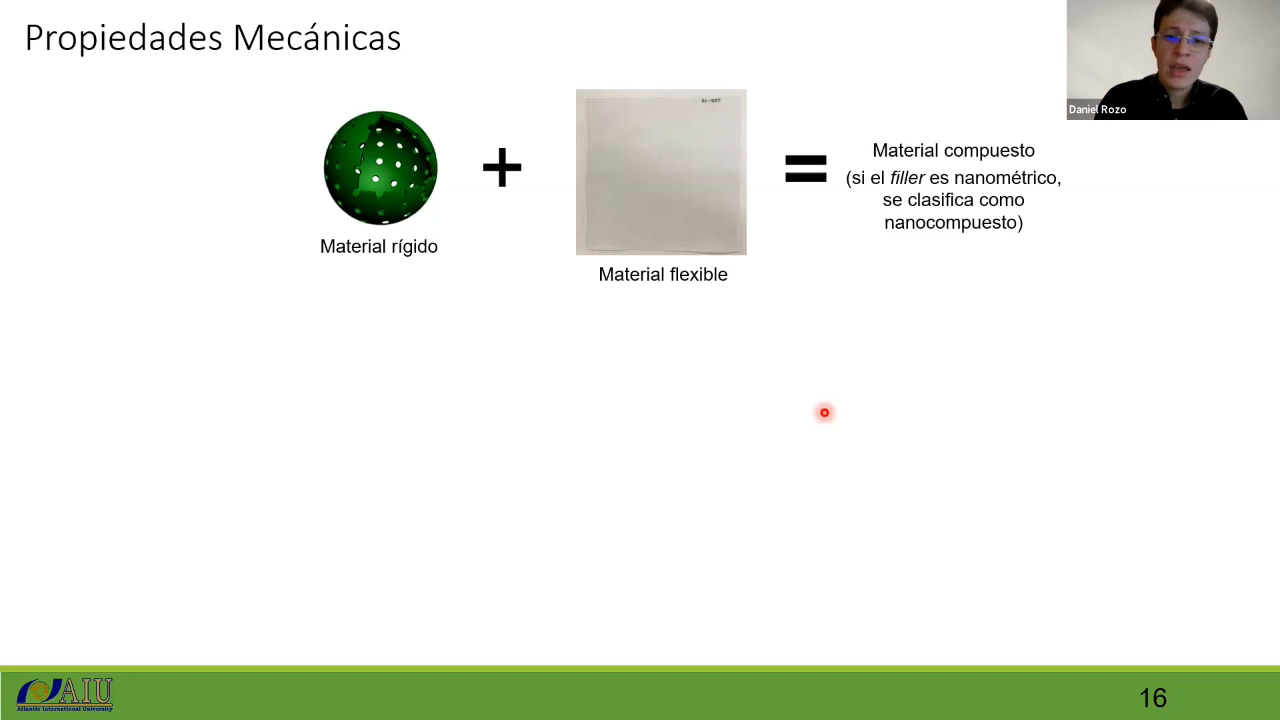 Propiedades Mecánicas
Daniel Rozo
Material compuesto
(si el filler es nanométrico,
se clasifica como
nanocompuesto)
Material rígido
Material flexible
AIU
Atlantic International University
16